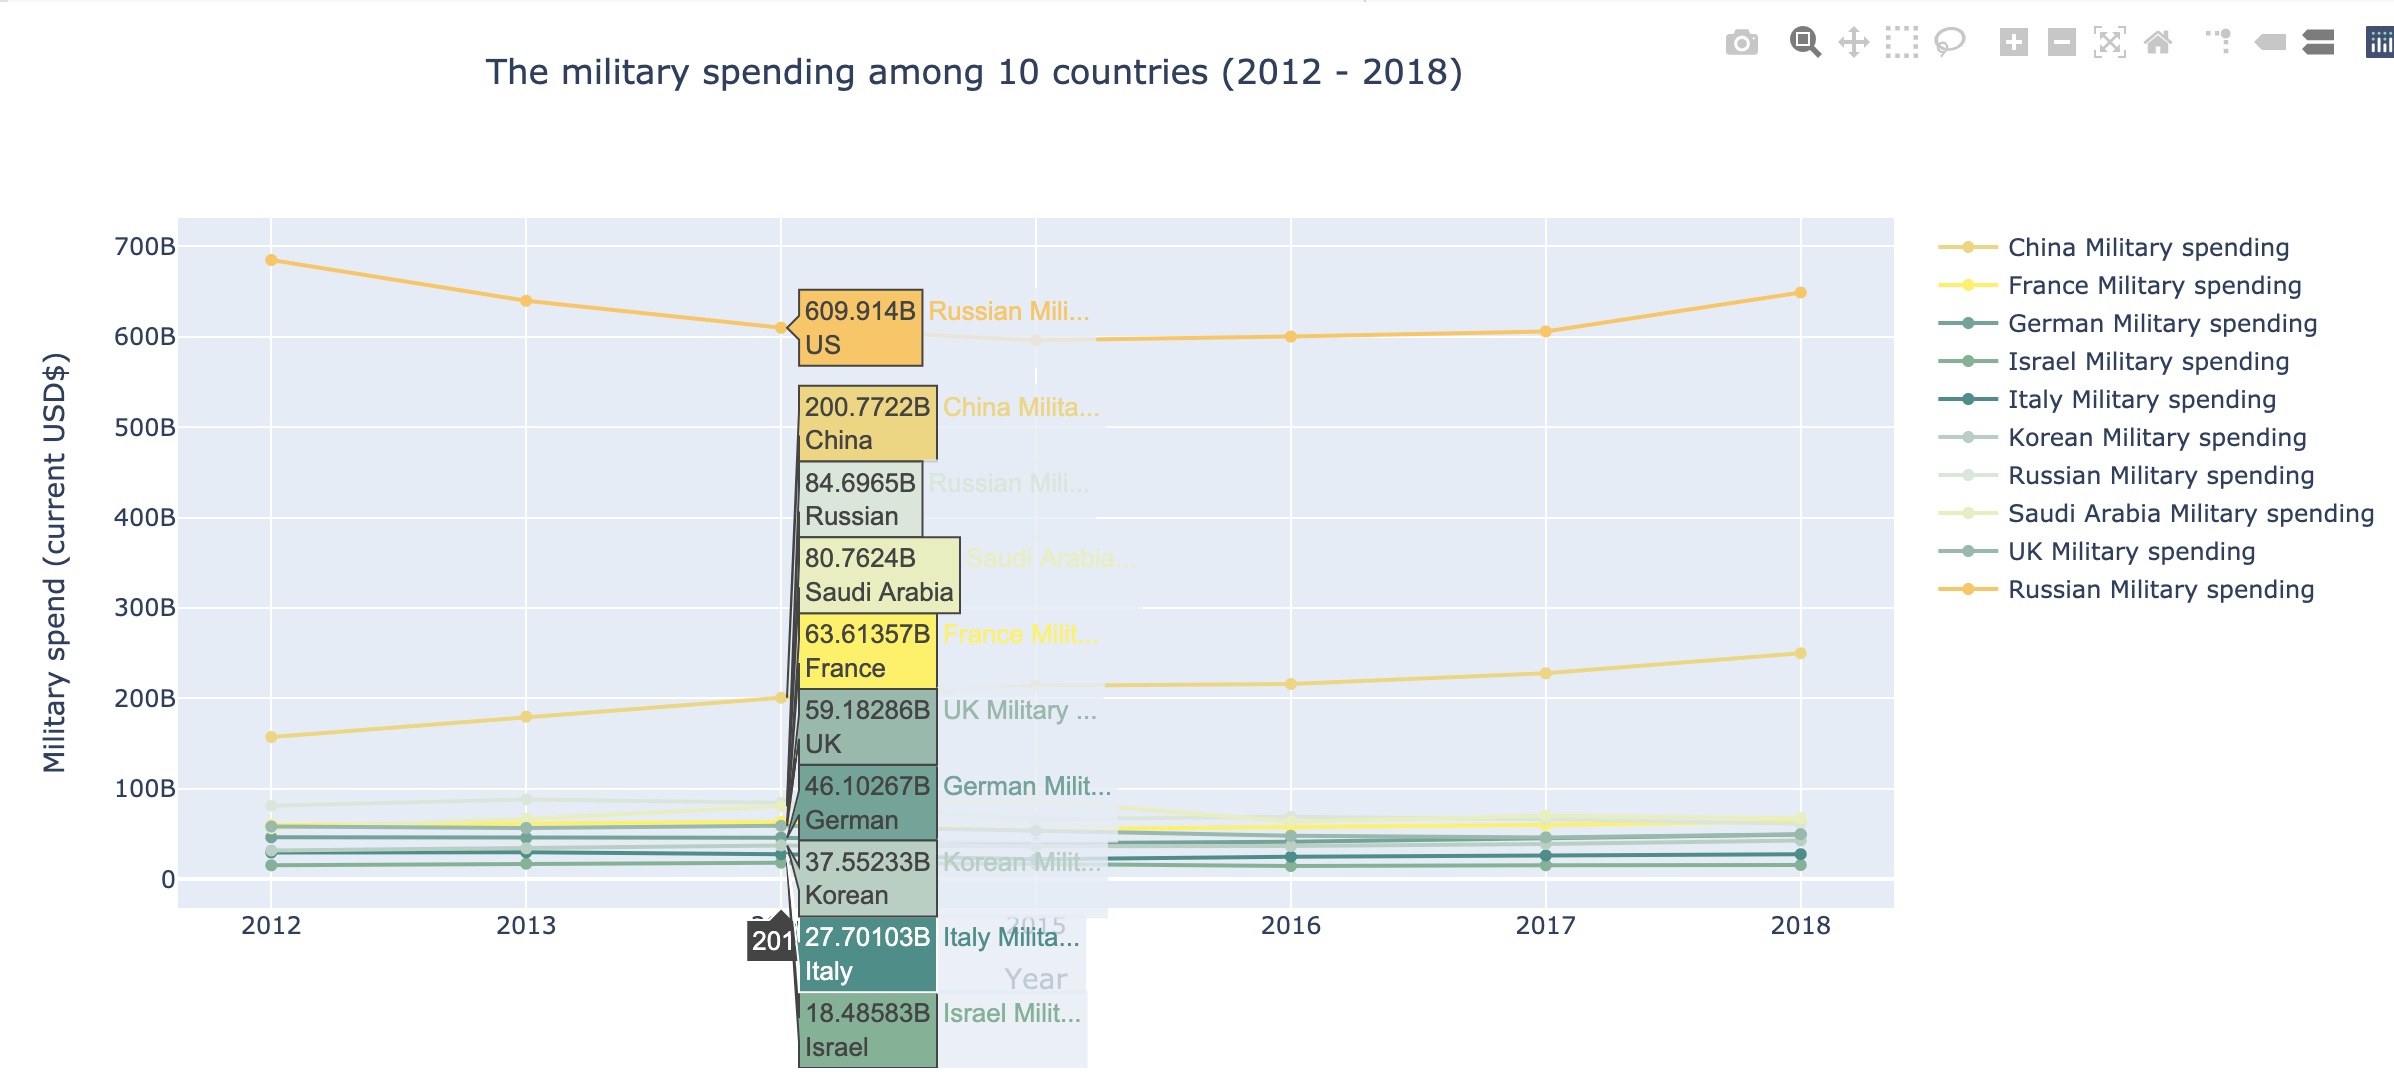 The military spending among 10 countries (2012 - 2018)
Military spend (current USD$)
700B
600B
500B
400B
300B
200B
100B
0
609.914B Russian Mili...
US
200.7722B China Milita...
China
84.6965B Russian Mili...
Russian
80.7624B Saudi Arabia...
Saudi Arabia
63.61357B France Milit...
France
59.18286B UK Military ...
UK
46.10267B German Milit...
German
37.55233B Korean Milit...
Korean
27.70103B Italy Milita...
Italy
18.48583B Israel Milit...
Israel
2012 2013 2015 2016 2017 2018
201
Year
China Military spending
France Military spending
German Military spending
Israel Military spending
Italy Military spending
Korean Military spending
Russian Military spending
Saudi Arabia Military spending
UK Military spending
Russian Military spending